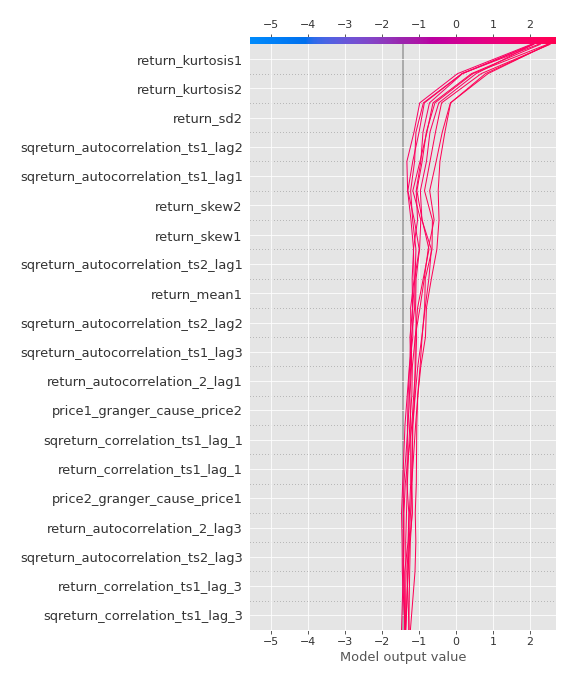 −5 −4 −3 −2 −1 0 1 2
return_kurtosis1
return_kurtosis2
return_sd2
sqreturn_autocorrelation_ts1_lag2
sqreturn_autocorrelation_ts1_lag1
return_skew2
return_skew1
sqreturn_autocorrelation_ts2_lag1
return_mean1
sqreturn_autocorrelation_ts2_lag2
sqreturn_autocorrelation_ts1_lag3
return_autocorrelation_2_lag1
price1_granger_cause_price2
sqreturn_correlation_ts1_lag_1
return_correlation_ts1_lag_1
price2_granger_cause_price1
return_autocorrelation_2_lag3
sqreturn_autocorrelation_ts2_lag3
return_correlation_ts1_lag_3
sqreturn_correlation_ts1_lag_3
−5 −4 −3 −2 −1 0 1 2
Model output value